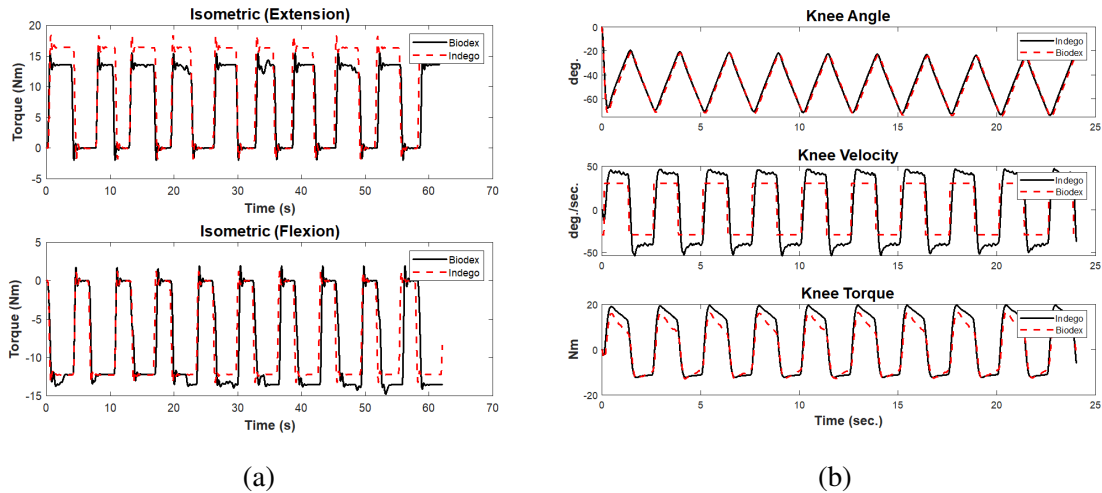 Isometric (Extension)
20
15
10
5
0
-5
Torque (Nm)
Biodex
Indego
0 10 20 30 40 50 60 70
Time (s)
Isometric (Flexion)
5
0
-5
-10
-15
Torque (Nm)
Biodex
Indego
0 10 20 30 40 50 60 70
Time (s)
(a)
Knee Angle
0
-20
-40
-60
deg.
Indego
Biodex
0 5 10 15 20 25
Knee Velocity
50
0
-50
deg./sec.
Indego
Biodex
0 5 10 15 20 25
Knee Torque
20
0
-20
Nm
Indego
Biodex
0 5 10 15 20 25
Time (sec.)
(b)